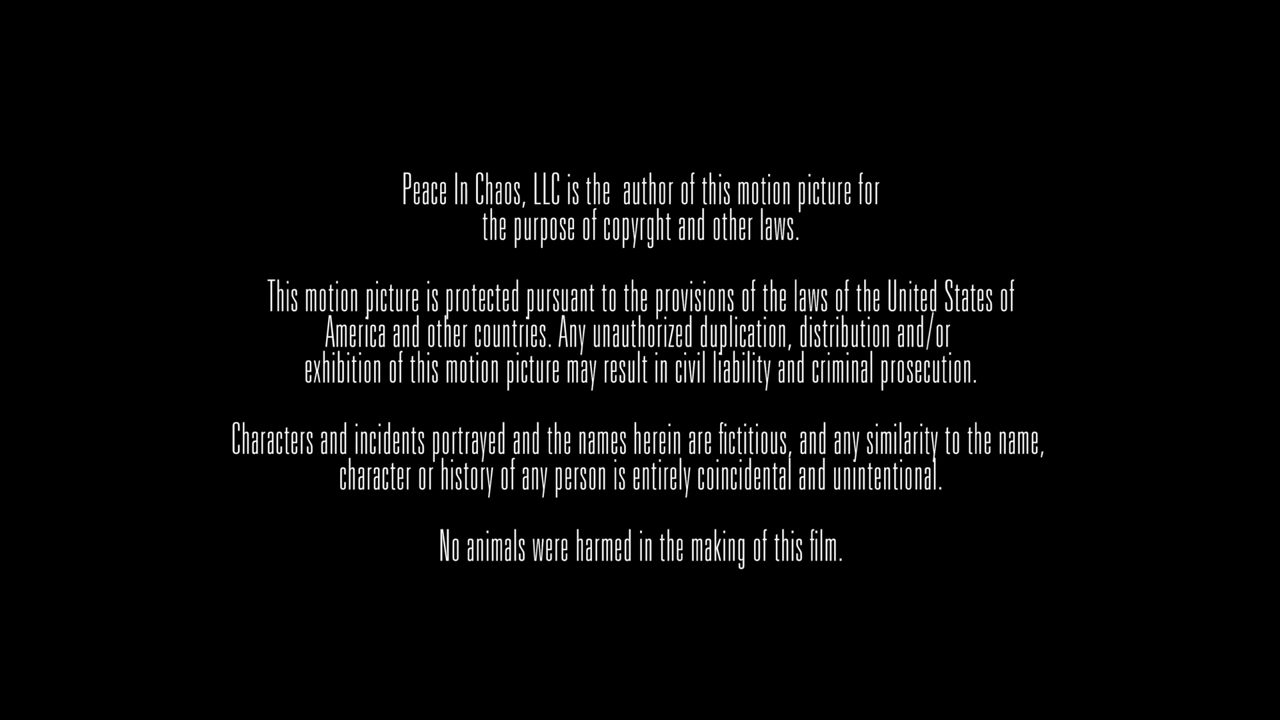 Peace In Chaos, LLC is the  author of this motion picture for
the purpose of copyrght and other laws.
This motion picture is protected pursuant to the provisions of the laws of the United States of
America and other countries. Any unauthorized duplication, distribution and/or
exhibition of this motion picture may result in civil liability and criminal prosecution.
Characters and incidents portrayed and the names herein are fictitious, and any similarity to the name,
character or history of any person is entirely coincidental and unintentional.
No animals were harmed in the making of this film.